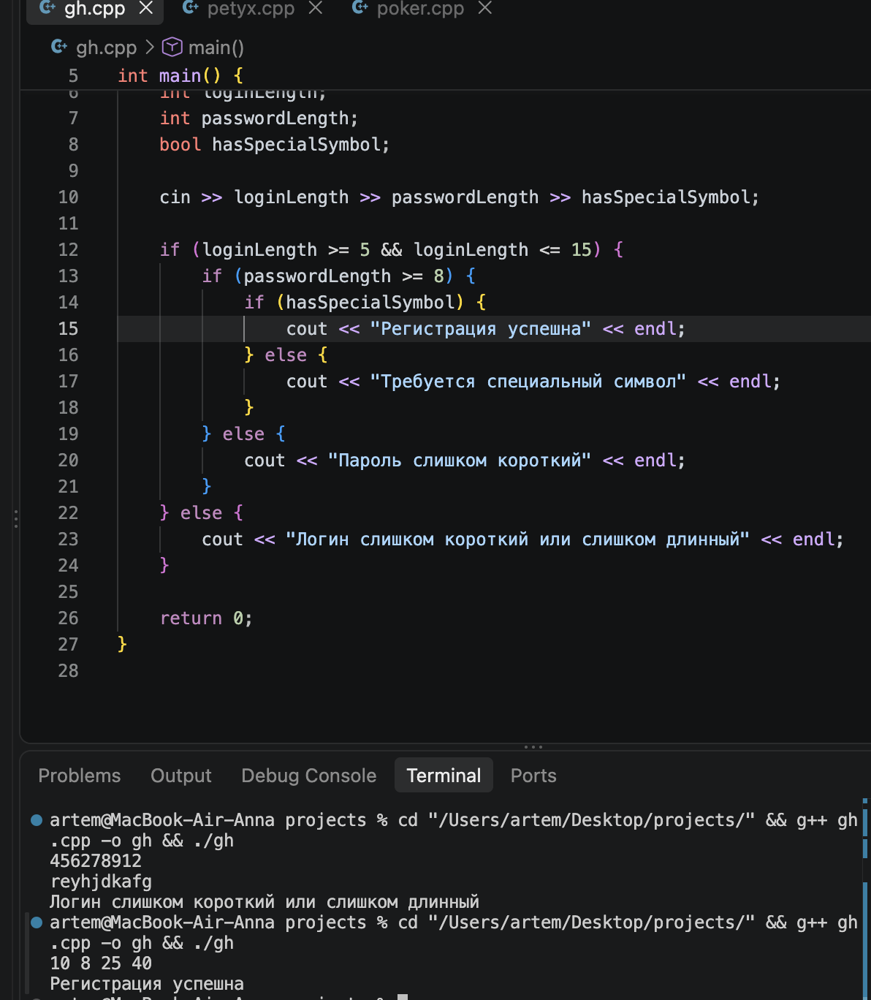 gh.cpp petyx.cpp poker.cpp
gh.cpp > main()
5 int main() {
6 int loginLength;
7 int passwordLength;
8 bool hasSpecialSymbol;
9
10 cin >> loginLength >> passwordLength >> hasSpecialSymbol;
11
12 if (loginLength >= 5 && loginLength <= 15) {
13 if (passwordLength >= 8) {
14 if (hasSpecialSymbol) {
15 cout << "Регистрация успешна" << endl;
16 } else {
17 cout << "Требуется специальный символ" << endl;
18 }
19 } else {
20 cout << "Пароль слишком короткий" << endl;
21 }
22 } else {
23 cout << "Логин слишком короткий или слишком длинный" << endl;
24 }
25
26 return 0;
27 }
28
Problems Output Debug Console Terminal Ports
artem@MacBook-Air-Anna projects % cd "/Users/artem/Desktop/projects/" && g++ gh
.cpp -o gh && ./gh
456278912
reyhjdkafg
Логин слишком короткий или слишком длинный
artem@MacBook-Air-Anna projects % cd "/Users/artem/Desktop/projects/" && g++ gh
.cpp -o gh && ./gh
10 8 25 40
Регистрация успешна
artem@MacBook-Air-Anna projects %